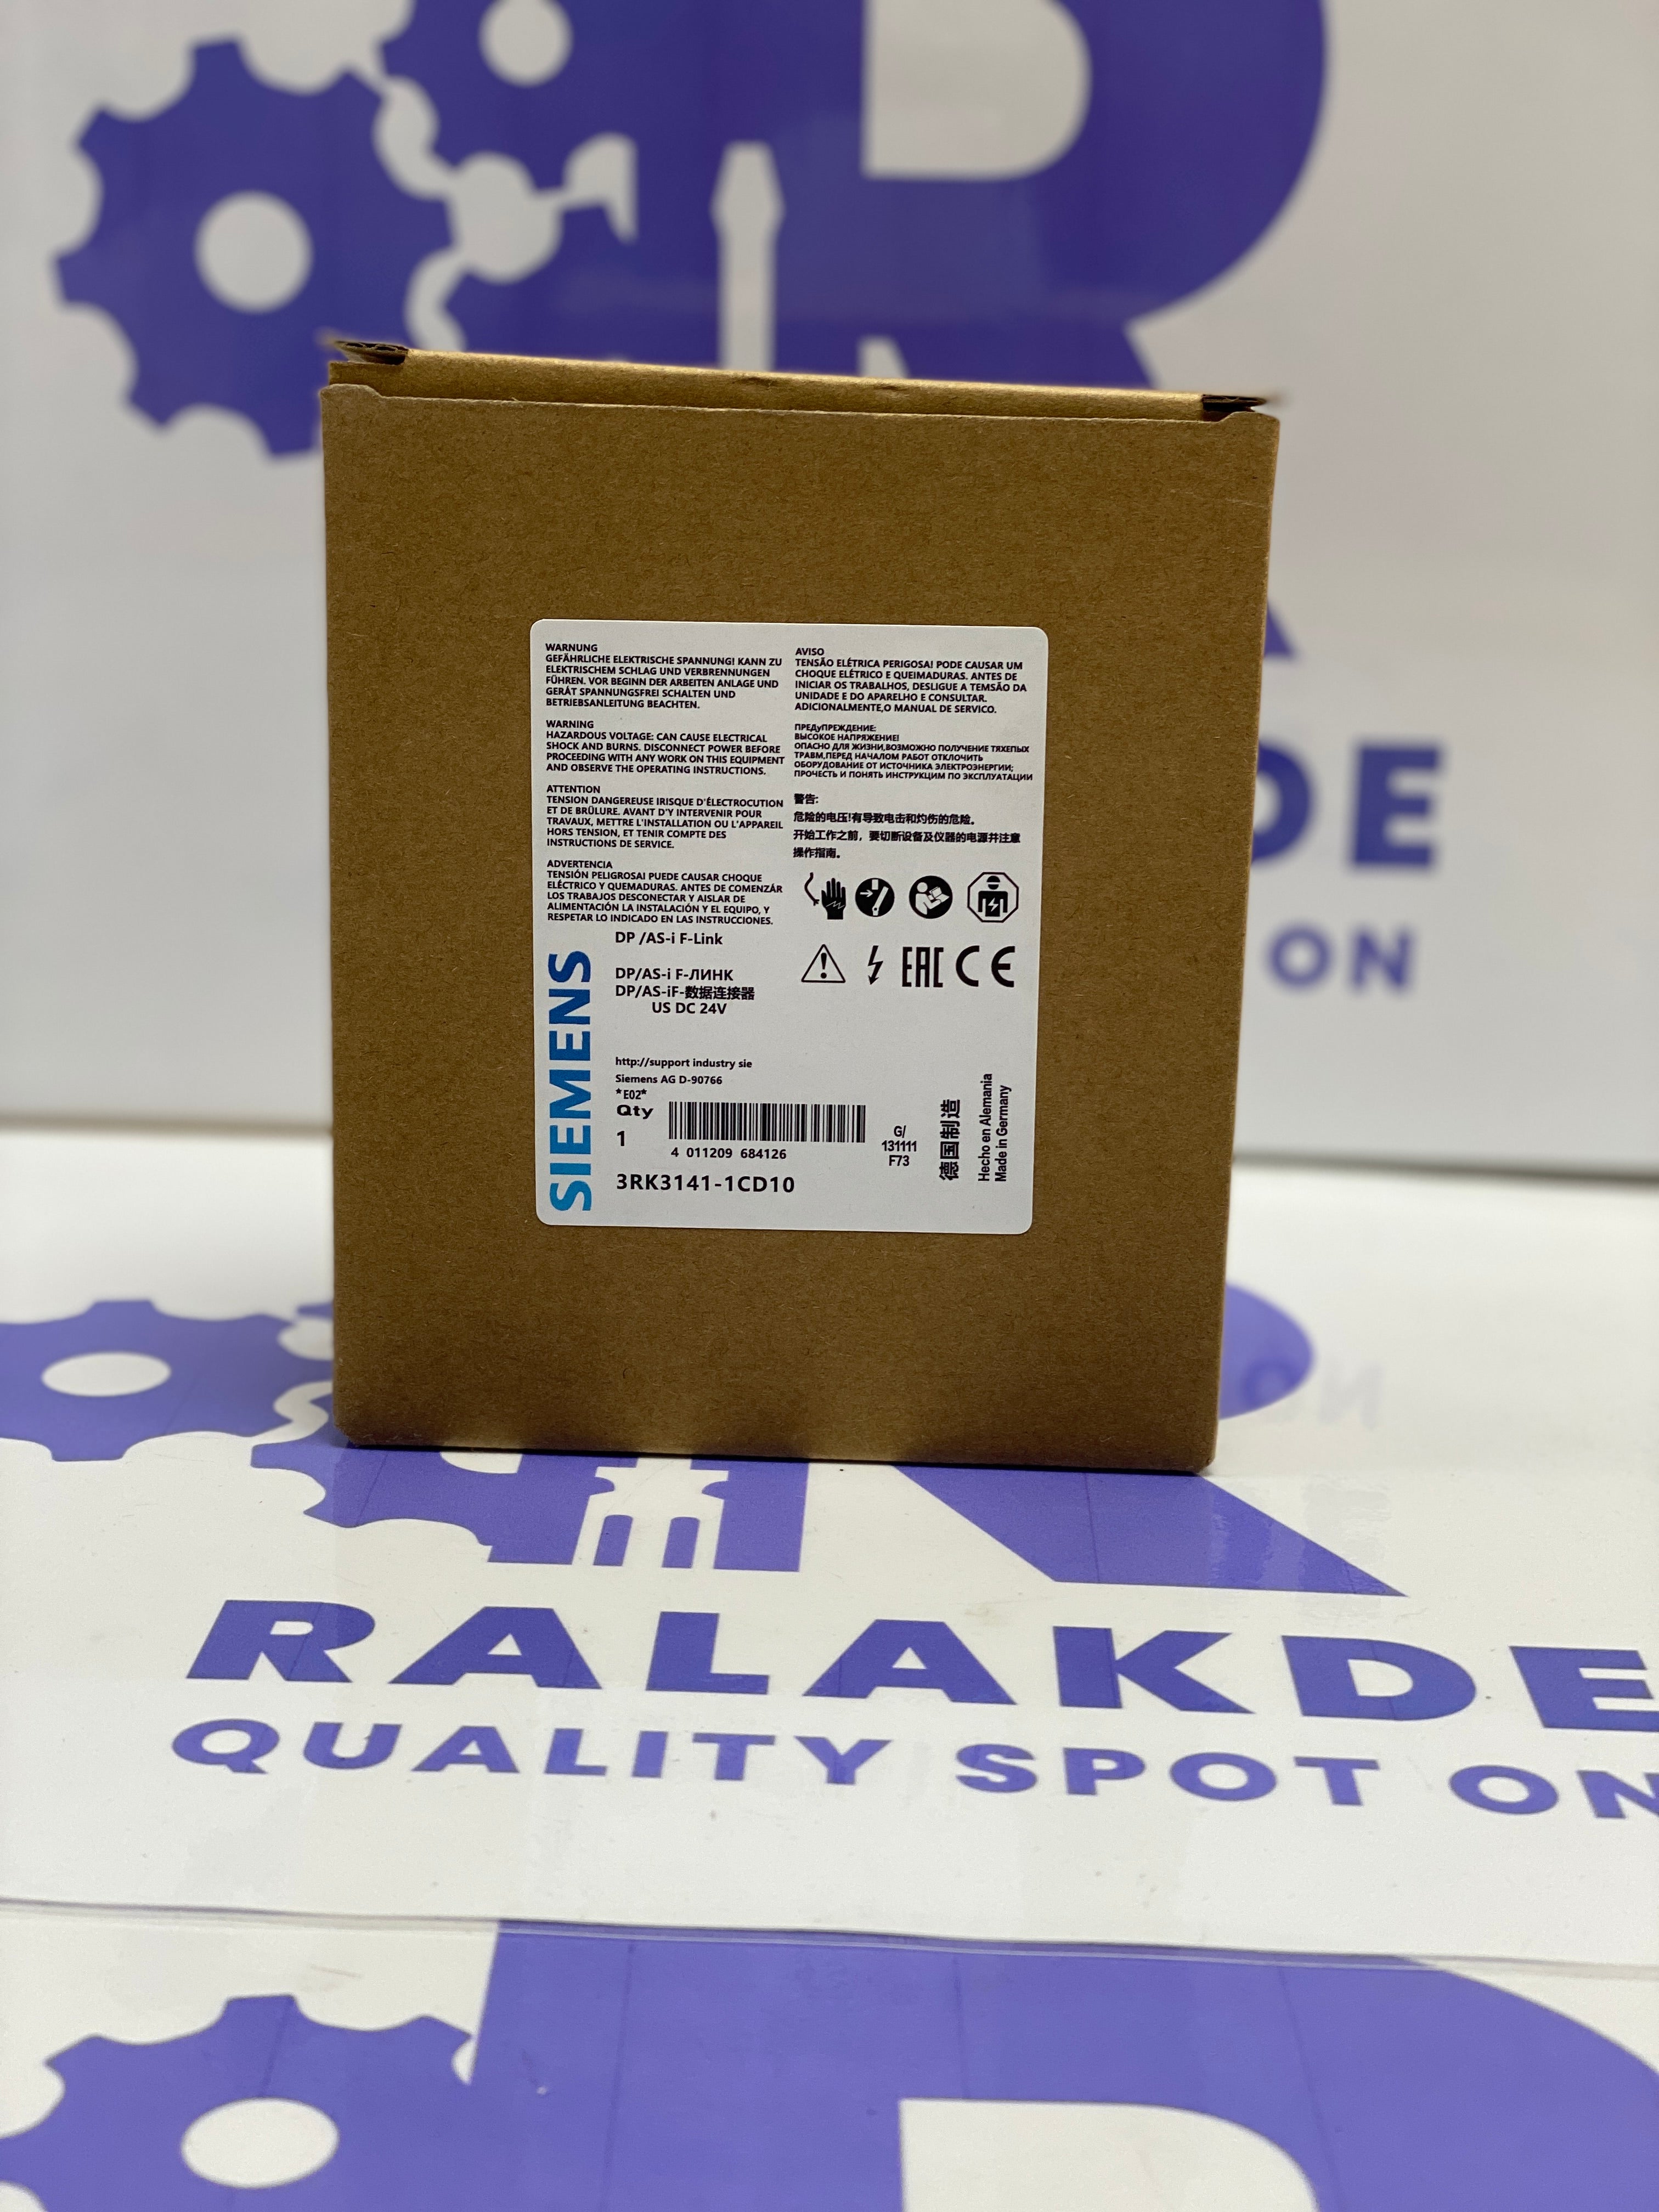 WARNUNG
GEFÄHRLICHE ELEKTRISCHE SPANNUNG! KANN ZU
ELEKTRISCHEM SCHLAG UND VERBRENNUNGEN
FÜHREN. VOR BEGINN DER ARBEITEN ANLAGE UND
GERÄT SPANNUNGSFREI SCHALTEN UND
BETRIEBSANLEITUNG BEACHTEN.
WARNING
HAZARDOUS VOLTAGE: CAN CAUSE ELECTRICAL
SHOCK AND BURNS. DISCONNECT POWER BEFORE
PROCEEDING WITH ANY WORK ON THIS EQUIPMENT
AND OBSERVE THE OPERATING INSTRUCTIONS.
ATTENTION
TENSION DANGEREUSE IRISQUE D'ÉLECTROCUTION
ET DE BRÛLURE. AVANT D'Y INTERVENIR POUR
TRAVAUX, METTRE L'INSTALLATION OU L'APPAREIL
HORS TENSION, ET TENIR COMPTE DES
INSTRUCTIONS DE SERVICE.
ADVERTENCIA
TENSIÓN PELIGROSAI PUEDE CAUSAR CHOQUE
ELÉCTRICO Y QUEMADURAS. ANTES DE COMENZÁR
LOS TRABAJOS DESCONECTAR Y AISLAR DE
ALIMENTACIÓN LA INSTALACIÓN Y EL EQUIPO, Y
RESPETAR LO INDICADO EN LAS INSTRUCCIONES.
AVISO
TENSÃO ELÉTRICA PERIGOSA! PODE CAUSAR UM
CHOQUE ELÉTRICO E QUEIMADURAS. ANTES DE
INICIAR OS TRABALHOS, DESLIGUE A TEMSÃO DA
UNIDADE E DO APARELHO E CONSULTAR.
ADICIONALMENTE,O MANUAL DE SERVICO.
ПРЕДуПРЕЖДЕНИЕ:
ВЫСОКОЕ НАПРЯЖЕНИЕ!
ОПАСНО ДЛЯ ЖИЗНИ,ВОЗМОЖНО ПОЛУЧЕНИЕ ТЯХЕПЫХ
ТРАВМ,ПЕРЕД НАЧАЛОМ РАБОТ ОТКЛОЧИТЬ
ОБОРУДОВАНИЕ ОТ ИСТОЧНИКА ЭЛЕКТРОЭНЕРГИИ;
ПРОЧЕСТЬ И ПОНЯТЬ ИНСТРУКЦИМ ПО ЭКСПЛУАТАЦИИ
警告:
危险的电压!有导致电击和灼伤的危险。
开始工作之前，要切断设备及仪器的电源并注意
操作指南。
EAC CE
SIEMENS
DP /AS-i F-Link
DP/AS-i F-ЛИНК
DP/AS-iF-数据连接器
US DC 24V
http://support industry sie
Siemens AG D-90766
*E02*
Qty
1
4 011209 684126
3RK3141-1CD10
G/
131111
F73
德国制造
Hecho en Alemania
Made in Germany
DE
ON
RALAKDE
QUALITY SPOT ON